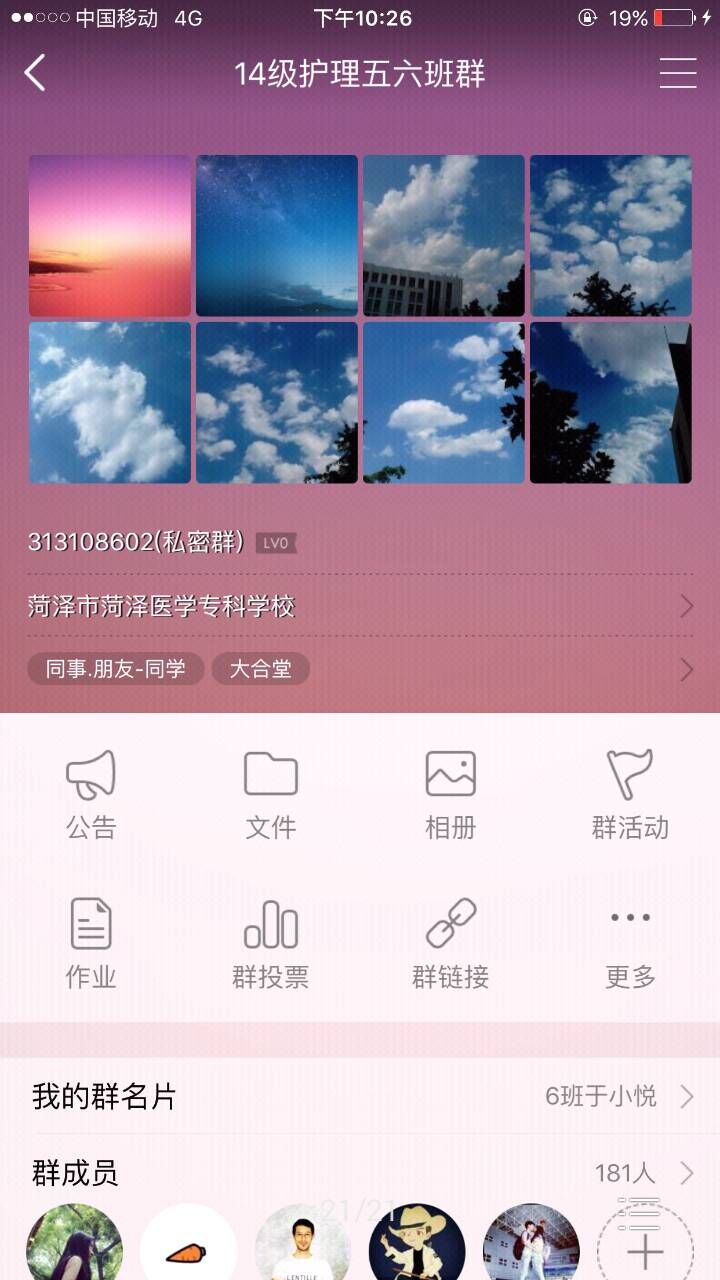 中国移动 4G 下午10:26 19%
14级护理五六班群
313108602(私密群) LV0
菏泽市菏泽医学专科学校
同事.朋友-同学 大合堂
公告 文件 相册 群活动
作业 群投票 群链接 更多
我的群名片 6班于小悦
群成员 181人
21/21